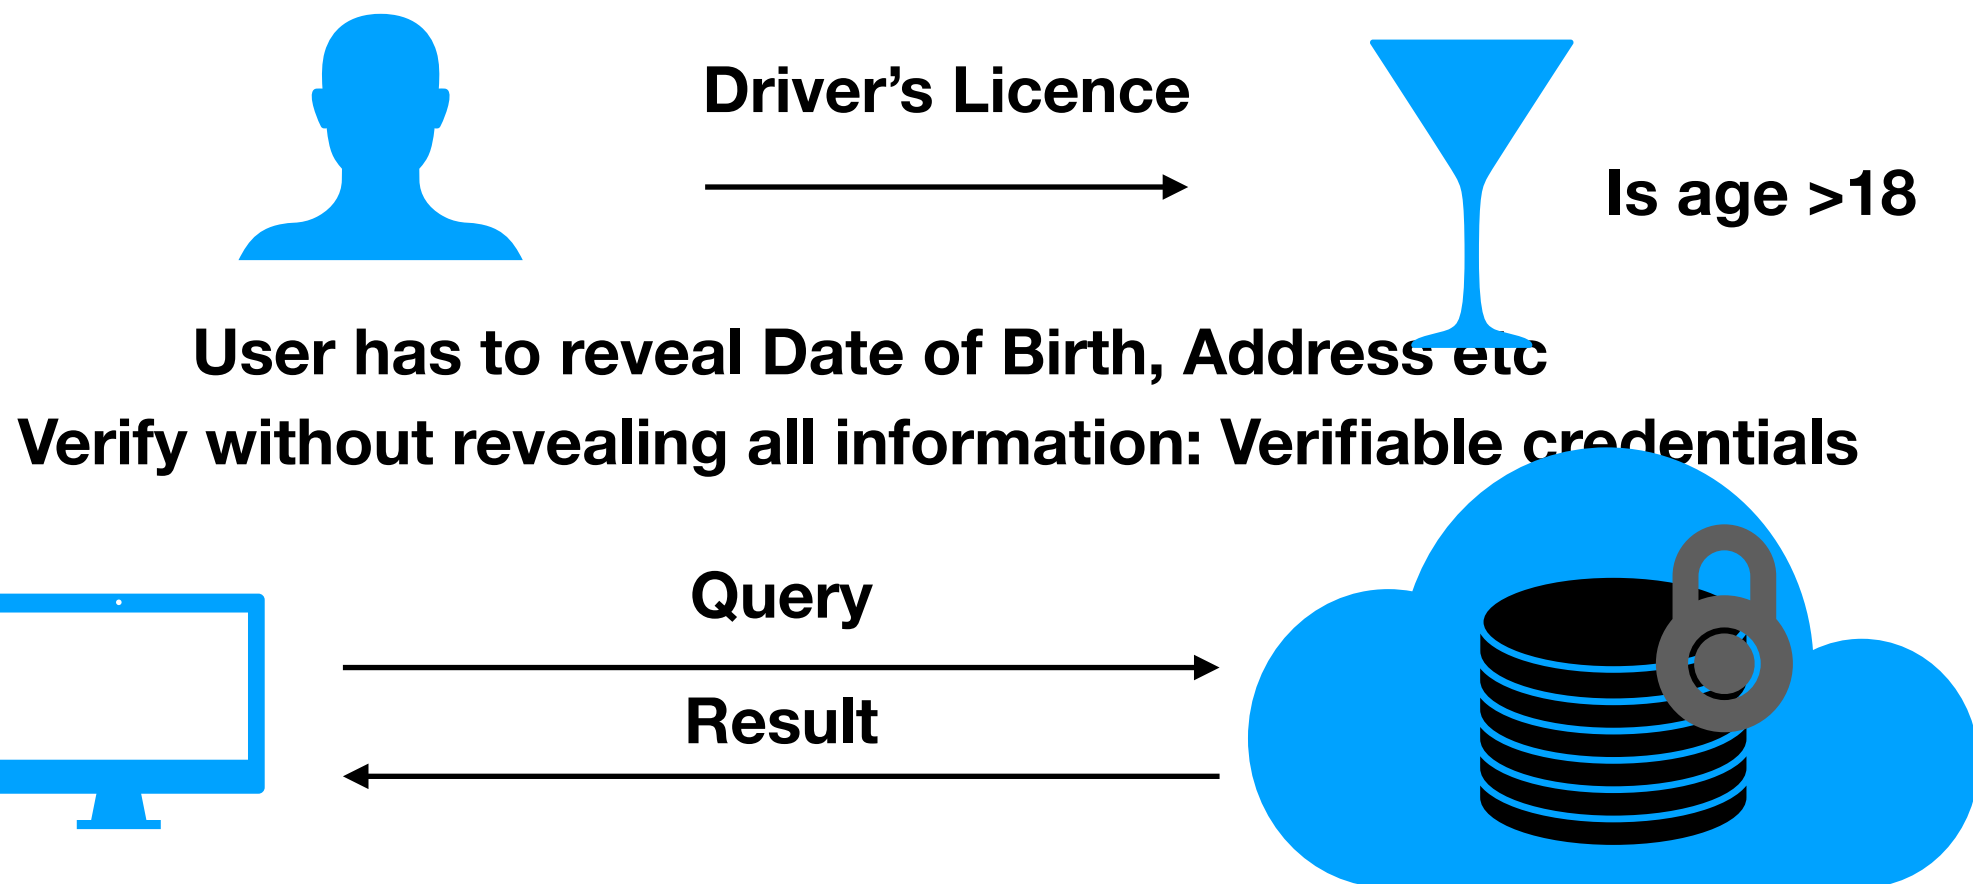 Driver’s Licence
Is age >18
User has to reveal Date of Birth, Address etc
Verify without revealing all information: Verifiable credentials
Query
Result